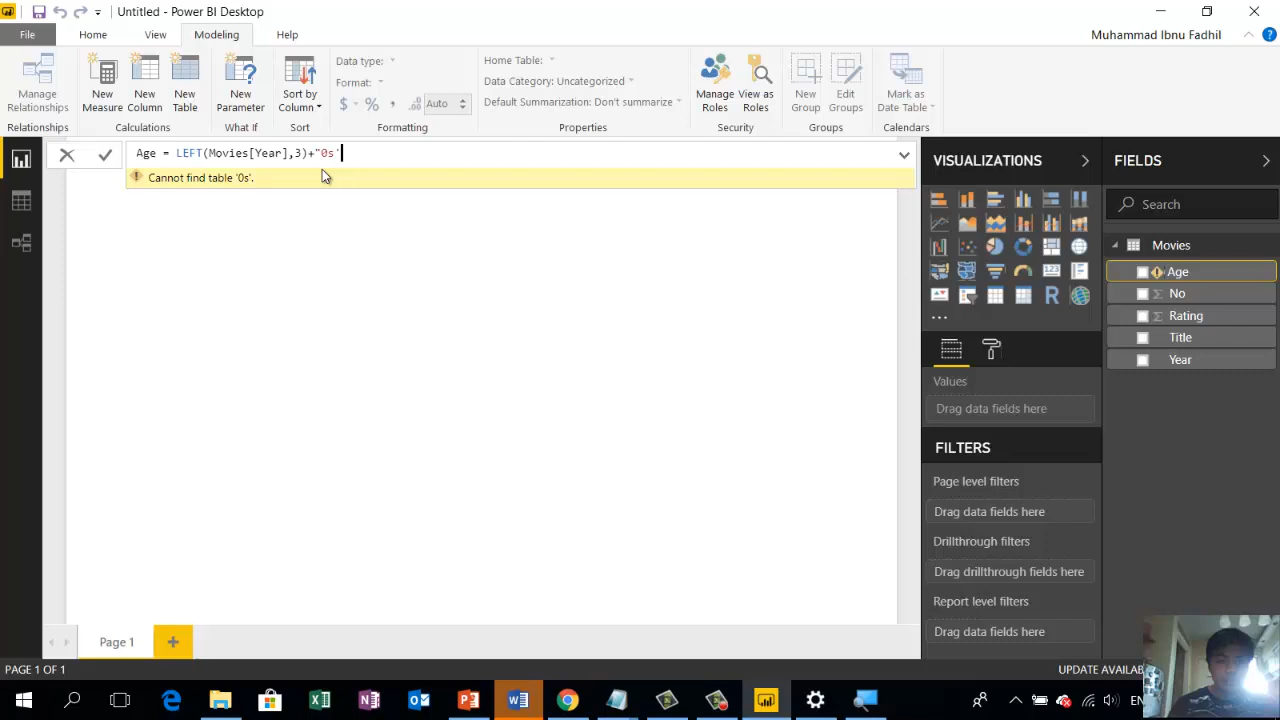 Untitled - Power BI Desktop
File
Home
View
Modeling
Help
Muhammad Ibnu Fadhil
Manage
Relationships
New
Measure
New
Column
New
Table
New
Parameter
Sort by
Column
Data type:
Format:
$ % , Auto
Home Table:
Data Category: Uncategorized
Default Summarization: Don't summarize
Manage
Roles
View as
Roles
New
Group
Edit
Groups
Mark as
Date Table
Relationships
Calculations
What If
Sort
Formatting
Properties
Security
Groups
Calendars
Age = LEFT(Movies[Year],3)+"0s'
Cannot find table '0s'.
VISUALIZATIONS
FIELDS
Search
Movies
Age
No
Rating
Title
Year
Values
Drag data fields here
FILTERS
Page level filters
Drag data fields here
Drillthrough filters
Drag drillthrough fields here
Report level filters
Drag data fields here
Page 1
PAGE 1 OF 1
UPDATE AVAILAB